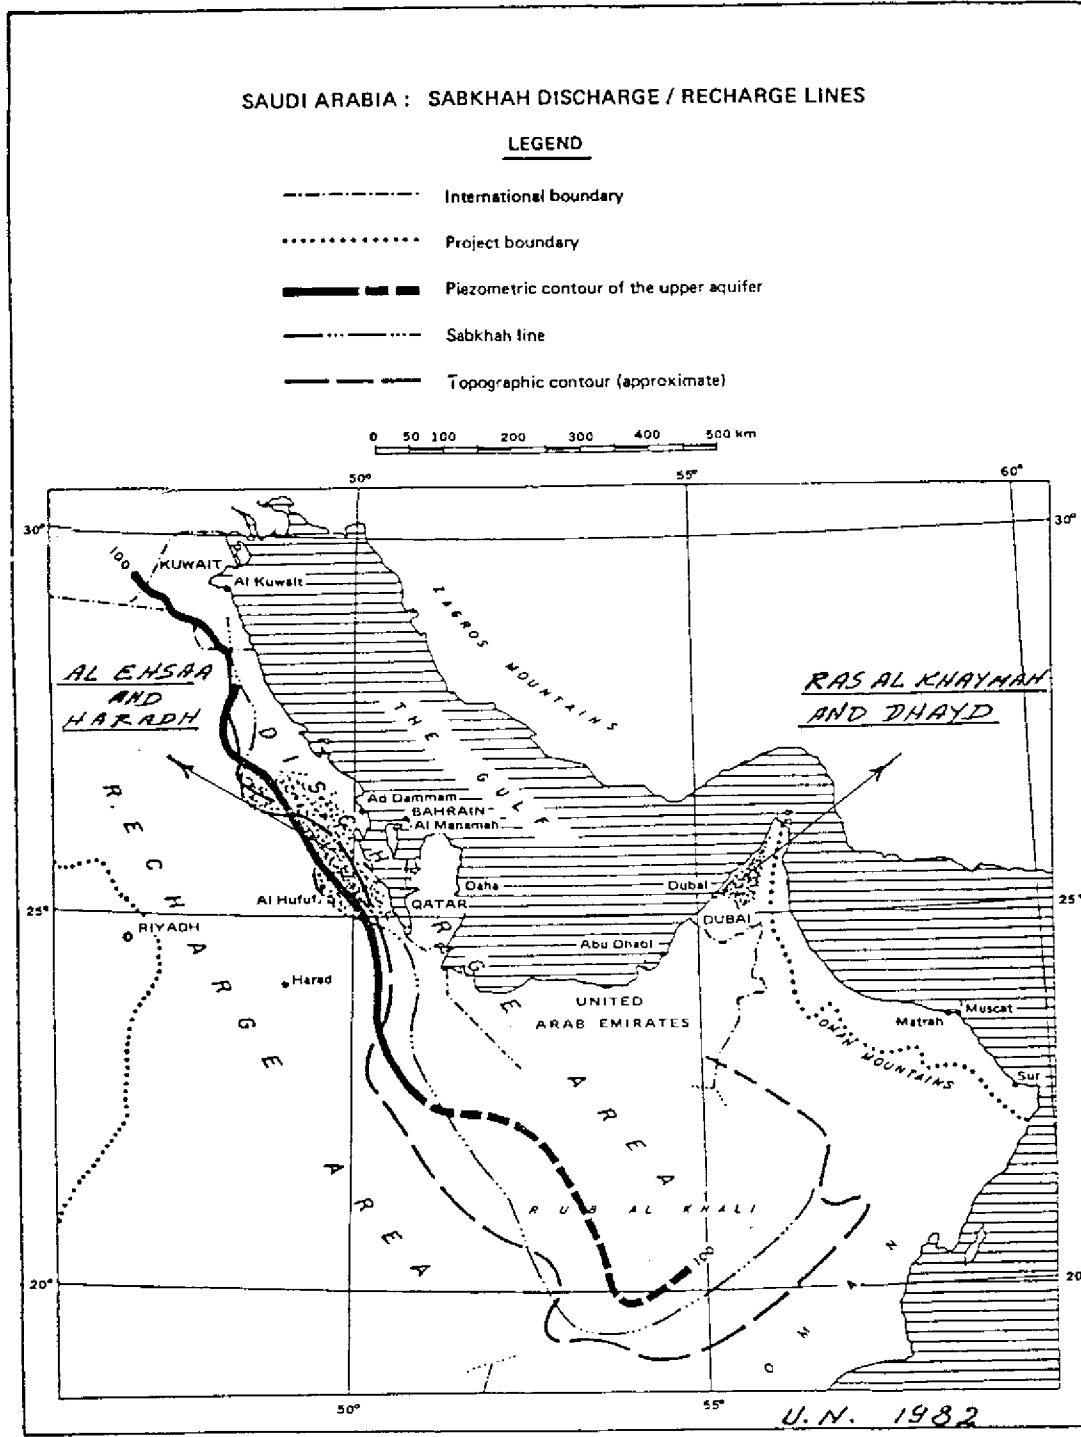 SAUDI ARABIA : SABKHAH DISCHARGE / RECHARGE LINES
LEGEND
International boundary
Project boundary
Piezometric contour of the upper aquifer
Sabkhah line
Topographic contour (approximate)
0 50 100 200 300 400 500 km
50° 55° 60°
30° 30°
100
KUWAIT
Al Kuwait
ZAGROS MOUNTAINS
AL EHSAA
AND
HARADH
RAS AL KHAYMAH
AND DHAYD
THE GULF
DISCHARGE AREA
RECHARGE AREA
Ad Dammam
BAHRAIN
Al Manamah
Daha
Dubai
Al Hufuf
QATAR
25° 25°
DUBAI
RIYADH
Abu Dhabi
Harad
UNITED
ARAB EMIRATES
Matrah
Muscat
OMAN MOUNTAINS
Sur
RUB AL KHALI
100
OMAN
20° 20
50° 55°
U.N. 1982